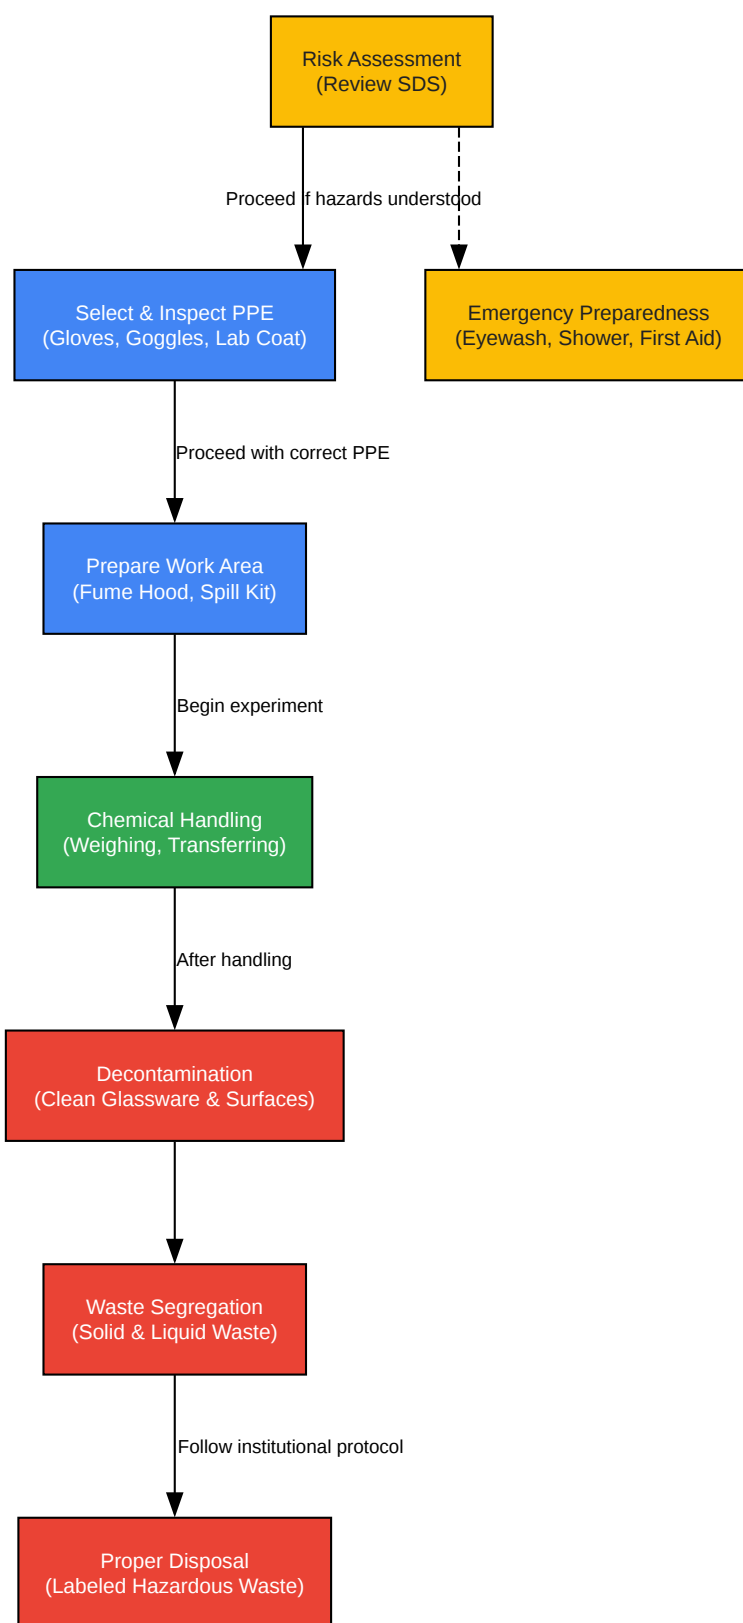 Risk Assessment
(Review SDS)
Proceed if hazards understood
Select & Inspect PPE
(Gloves, Goggles, Lab Coat)
Emergency Preparedness
(Eyewash, Shower, First Aid)
Proceed with correct PPE
Prepare Work Area
(Fume Hood, Spill Kit)
Begin experiment
Chemical Handling
(Weighing, Transferring)
After handling
Decontamination
(Clean Glassware & Surfaces)
Waste Segregation
(Solid & Liquid Waste)
Follow institutional protocol
Proper Disposal
(Labeled Hazardous Waste)